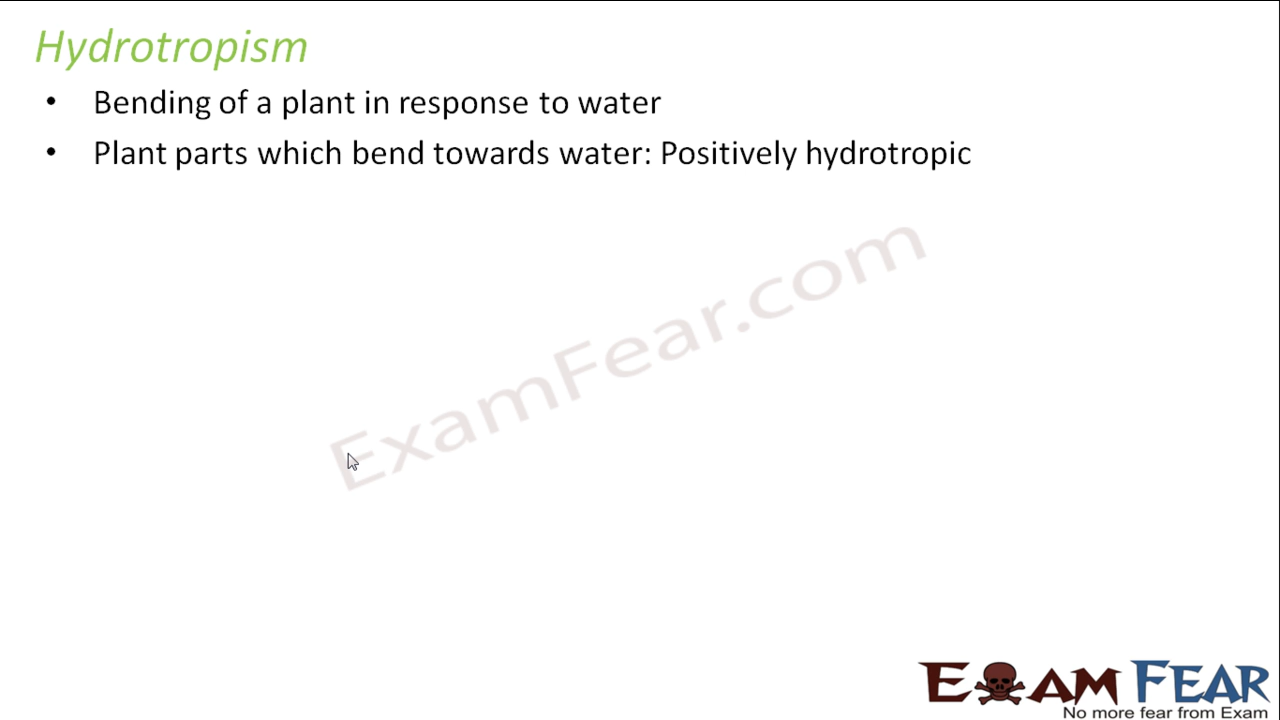 Hydrotropism
• Bending of a plant in response to water
• Plant parts which bend towards water: Positively hydrotropic
ExamFear.com
EXAM FEAR
No more fear from Exam